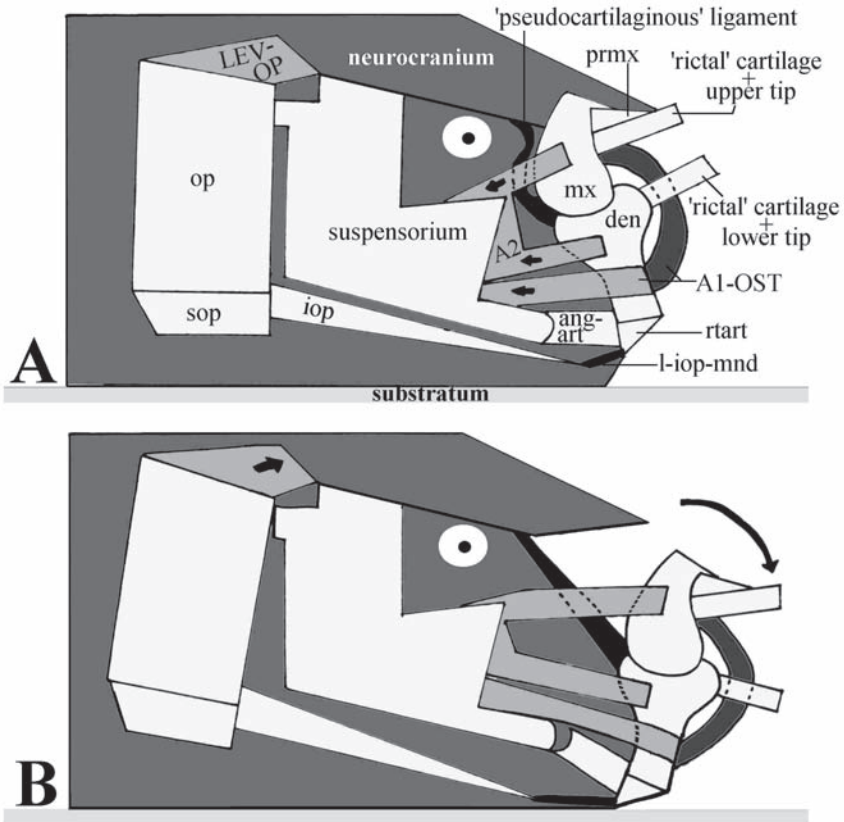 A
'pseudocartilaginous' ligament
LEV-
OP
neurocranium
prmx
'rictal' cartilage
+
upper tip
op
mx
suspensorium
den
'rictal' cartilage
+
lower tip
A2
A1-OST
sop
iop
ang-
art
rtart
l-iop-mnd
substratum
B